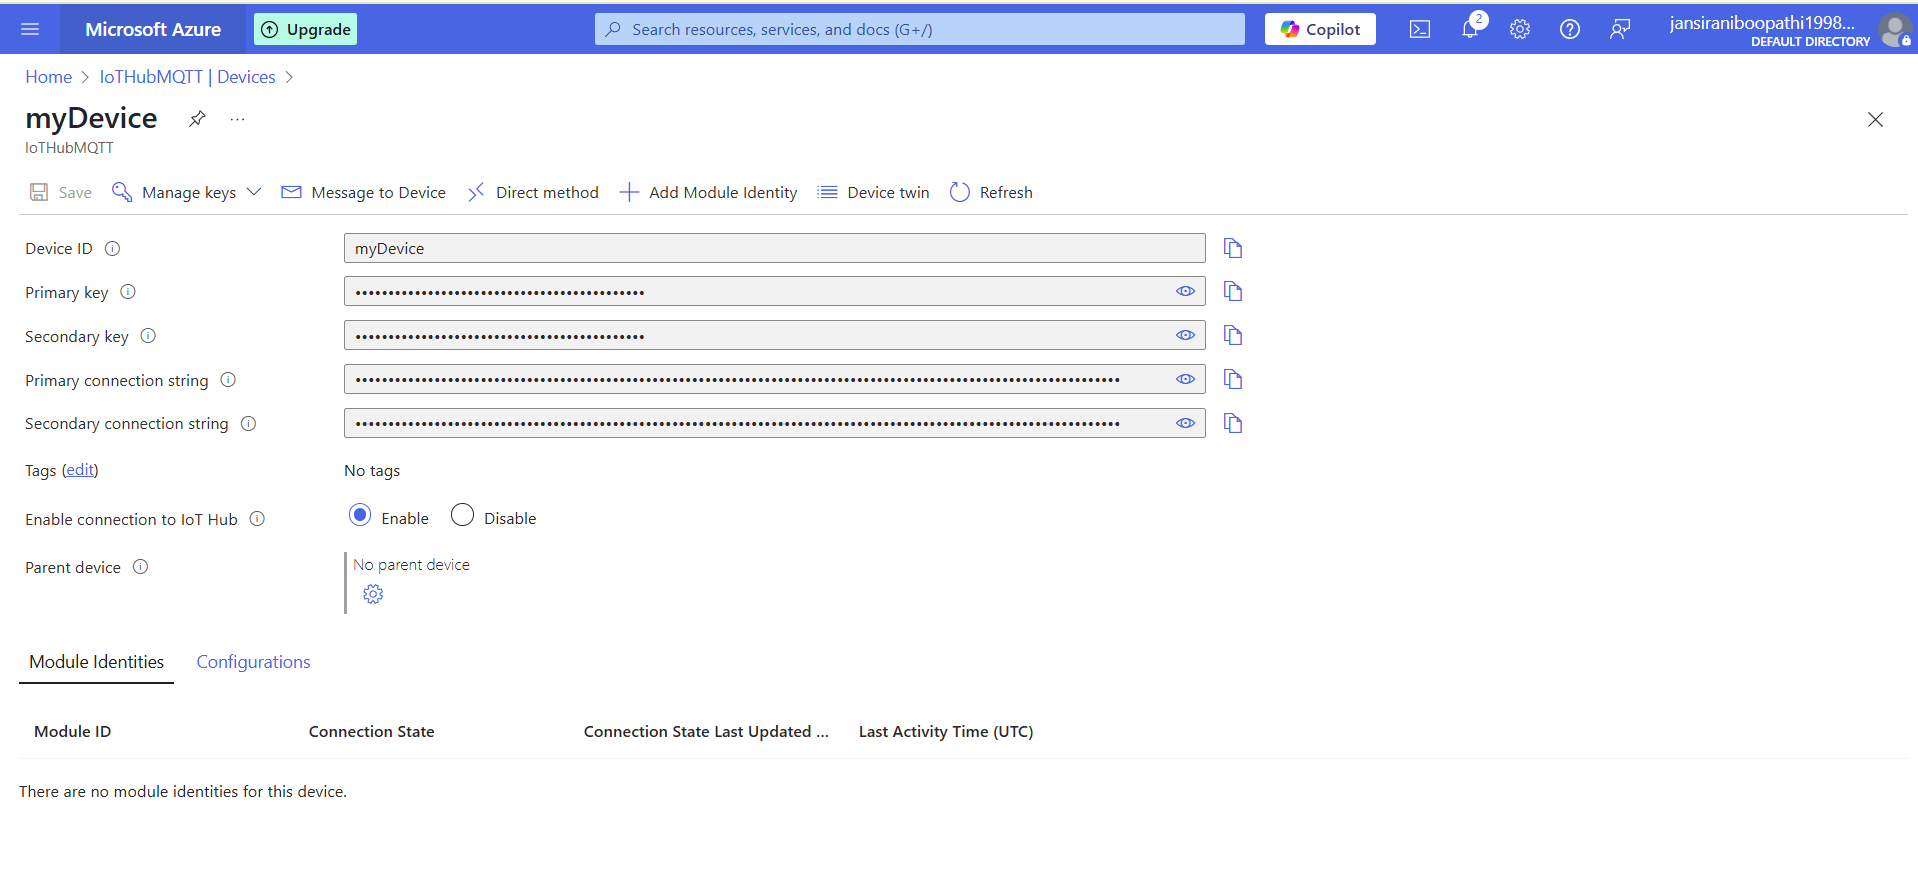 Microsoft Azure Upgrade Search resources, services, and docs (G+/) Copilot 2 jansiraniboopathi1998...
DEFAULT DIRECTORY
Home > IoTHubMQTT | Devices >
myDevice ...
IoTHubMQTT
Save Manage keys Message to Device Direct method Add Module Identity Device twin Refresh
Device ID myDevice
Primary key ••••••••••••••••••••••••••••••••••••••••••••
Secondary key ••••••••••••••••••••••••••••••••••••••••••••
Primary connection string
Secondary connection string
Tags (edit) No tags
Enable connection to IoT Hub Enable Disable
Parent device No parent device
Module Identities Configurations
Module ID Connection State Connection State Last Updated ... Last Activity Time (UTC)
There are no module identities for this device.